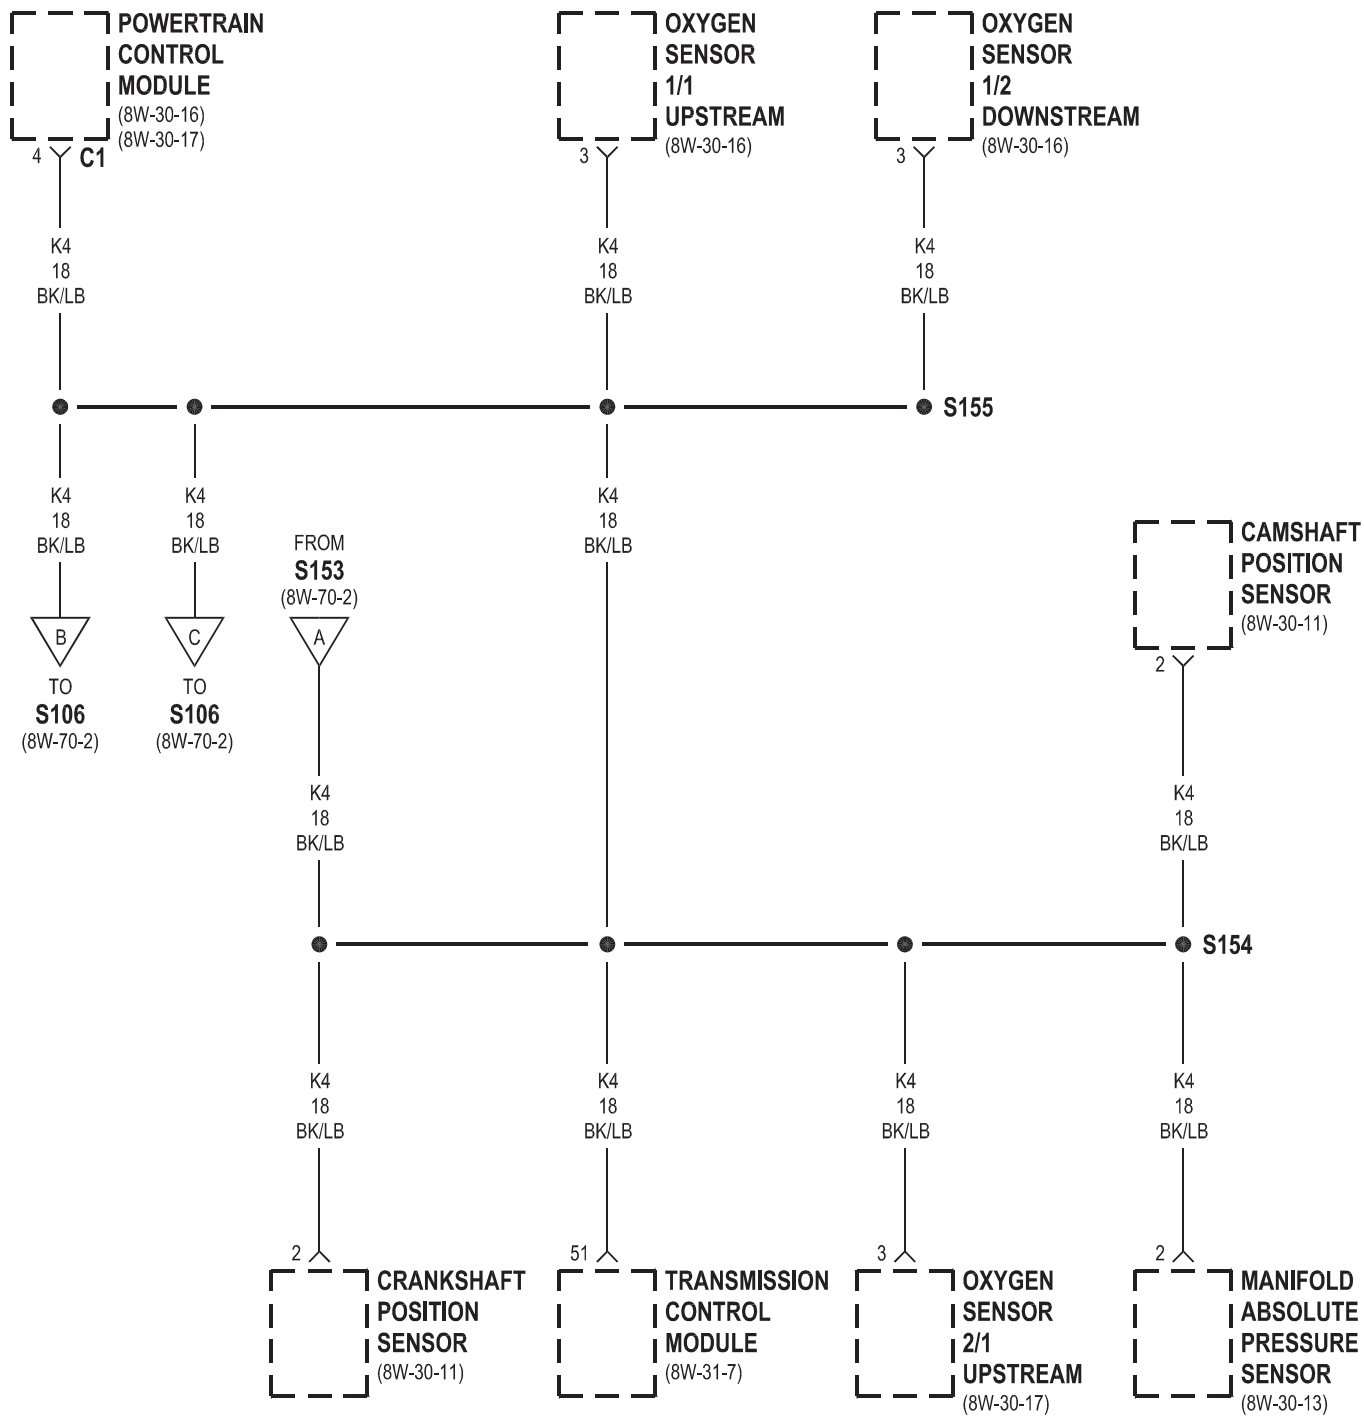 POWERTRAIN
CONTROL
MODULE
(8W-30-16)
(8W-30-17)
4
C1
OXYGEN
SENSOR
1/1
UPSTREAM
(8W-30-16)
3
OXYGEN
SENSOR
1/2
DOWNSTREAM
(8W-30-16)
3
K4
18
BK/LB
K4
18
BK/LB
K4
18
BK/LB
S155
K4
18
BK/LB
K4
18
BK/LB
K4
18
BK/LB
B
TO
S106
(8W-70-2)
C
TO
S106
(8W-70-2)
FROM
S153
(8W-70-2)
A
CAMSHAFT
POSITION
SENSOR
(8W-30-11)
2
K4
18
BK/LB
K4
18
BK/LB
S154
K4
18
BK/LB
K4
18
BK/LB
K4
18
BK/LB
K4
18
BK/LB
2
CRANKSHAFT
POSITION
SENSOR
(8W-30-11)
51
TRANSMISSION
CONTROL
MODULE
(8W-31-7)
3
OXYGEN
SENSOR
2/1
UPSTREAM
(8W-30-17)
2
MANIFOLD
ABSOLUTE
PRESSURE
SENSOR
(8W-30-13)